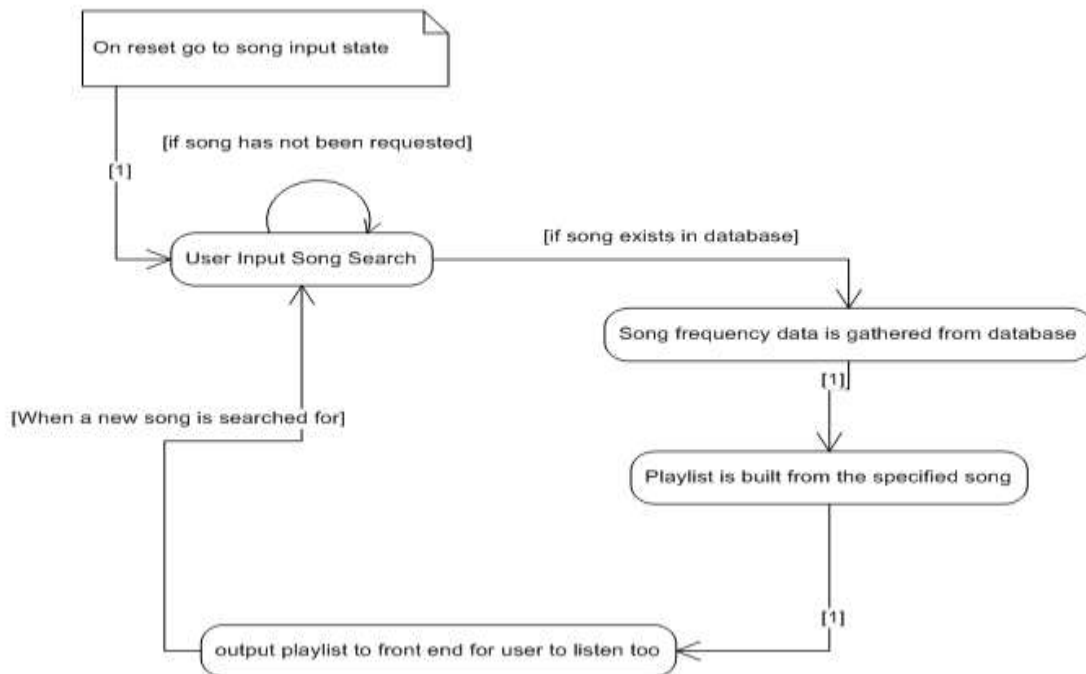 On reset go to song input state
[if song has not been requested]
[1]
User Input Song Search
[if song exists in database]
Song frequency data is gathered from database
[1]
[When a new song is searched for]
Playlist is built from the specified song
[1]
output playlist to front end for user to listen too